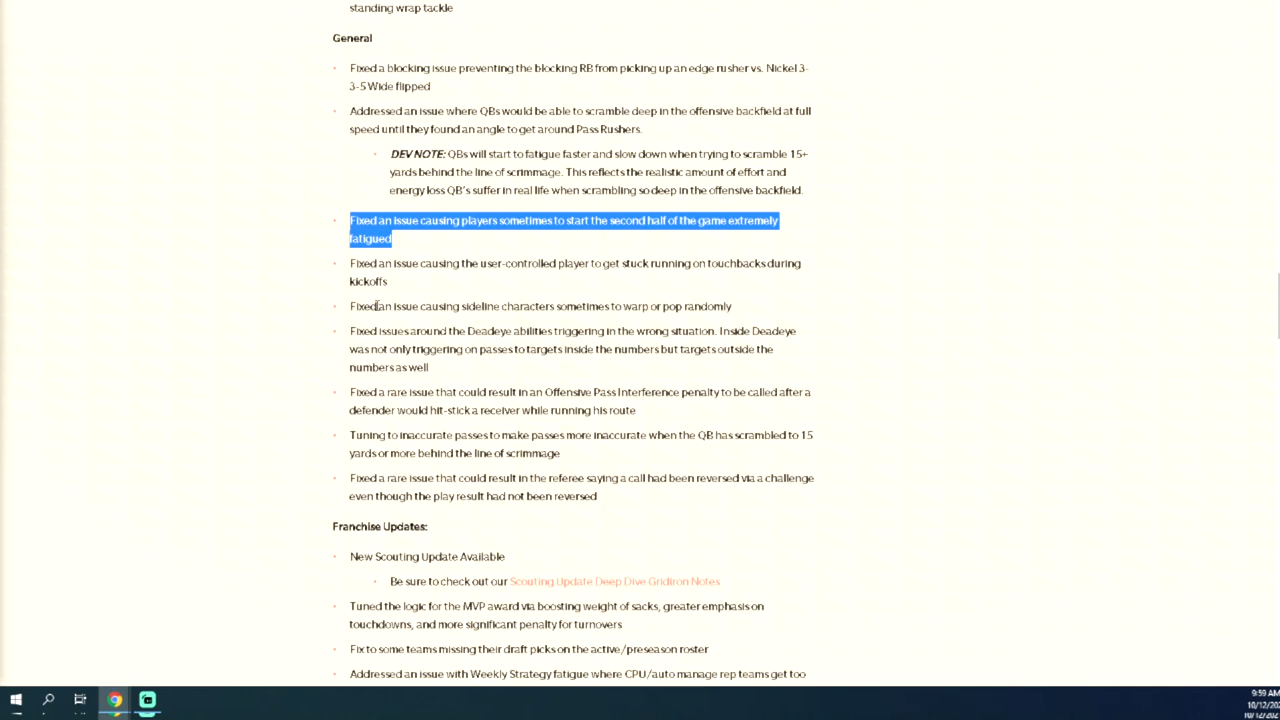 standing wrap tackle
General
Fixed a blocking issue preventing the blocking RB from picking up an edge rusher vs. Nickel 3-
3-5 Wide flipped
Addressed an issue where QBs would be able to scramble deep in the offensive backfield at full
speed until they found an angle to get around Pass Rushers.
DEV NOTE: QBs will start to fatigue faster and slow down when trying to scramble 15+
yards behind the line of scrimmage. This reflects the realistic amount of effort and
energy loss QB's suffer in real life when scrambling so deep in the offensive backfield.
Fixed an issue causing players sometimes to start the second half of the game extremely
fatigued
Fixed an issue causing the user-controlled player to get stuck running on touchbacks during
kickoffs
Fixed an issue causing sideline characters sometimes to warp or pop randomly
Fixed issues around the Deadeye abilities triggering in the wrong situation. Inside Deadeye
was not only triggering on passes to targets inside the numbers but targets outside the
numbers as well
Fixed a rare issue that could result in an Offensive Pass Interference penalty to be called after a
defender would hit-stick a receiver while running his route
Tuning to inaccurate passes to make passes more inaccurate when the QB has scrambled to 15
yards or more behind the line of scrimmage
Fixed a rare issue that could result in the referee saying a call had been reversed via a challenge
even though the play result had not been reversed
Franchise Updates:
New Scouting Update Available
Be sure to check out our Scouting Update Deep Dive Gridiron Notes
Tuned the logic for the MVP award via boosting weight of sacks, greater emphasis on
touchdowns, and more significant penalty for turnovers
Fix to some teams missing their draft picks on the active/preseason roster
Addressed an issue with Weekly Strategy fatigue where CPU/auto manage rep teams get too
9:59 AM
10/12/202
10/12/202